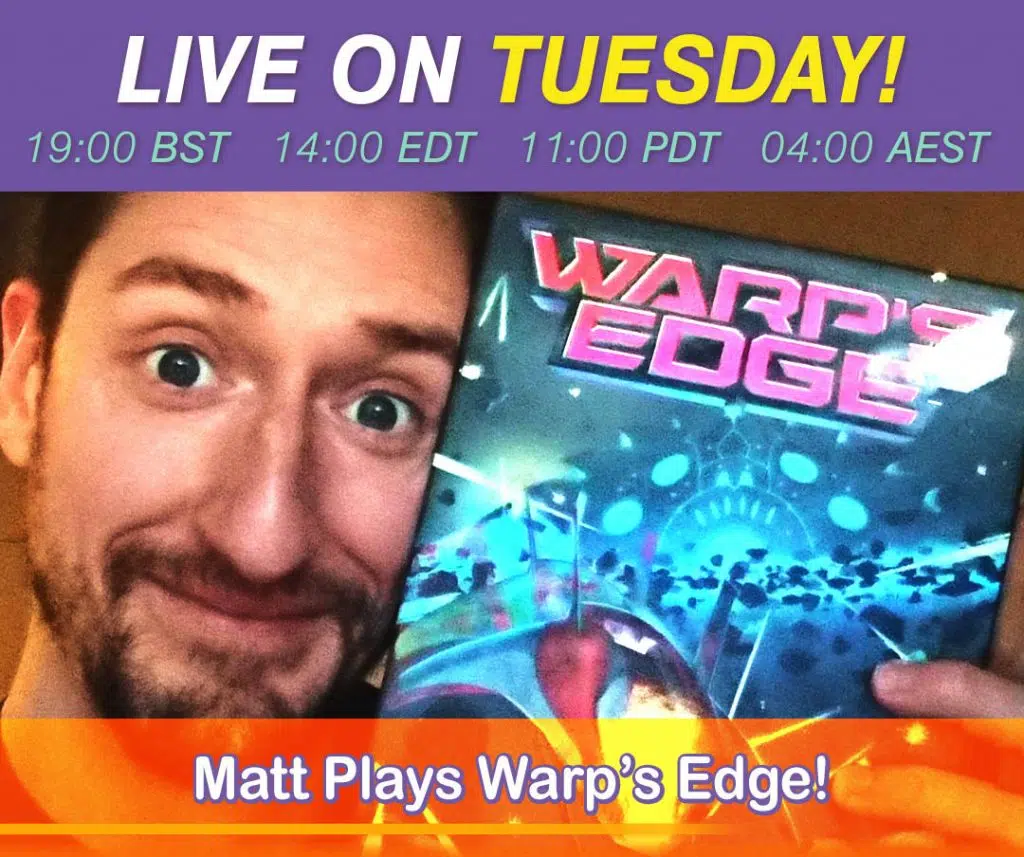 LIVE ON TUESDAY!
19:00 BST 14:00 EDT 11:00 PDT 04:00 AEST
WARP'S
EDGE
Matt Plays Warp’s Edge!